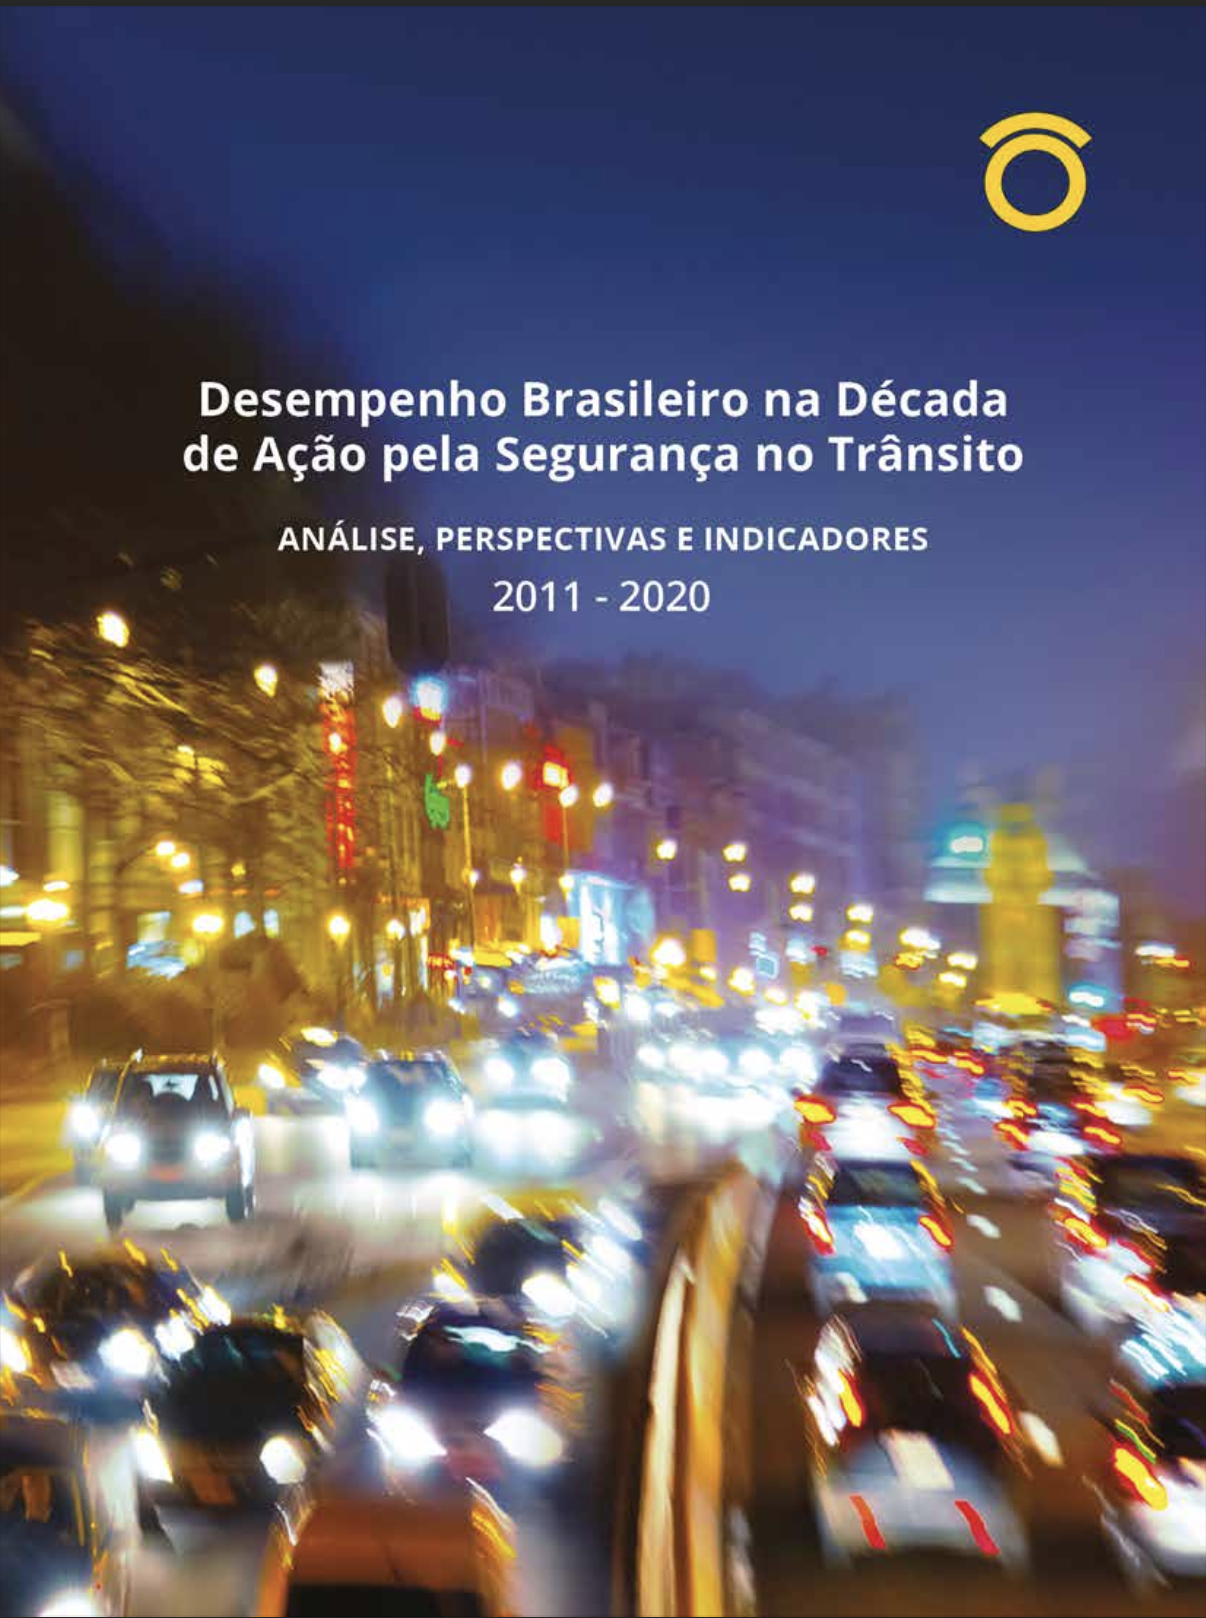 Desempenho Brasileiro na Década
de Ação pela Segurança no Trânsito
ANÁLISE, PERSPECTIVAS E INDICADORES
2011 - 2020